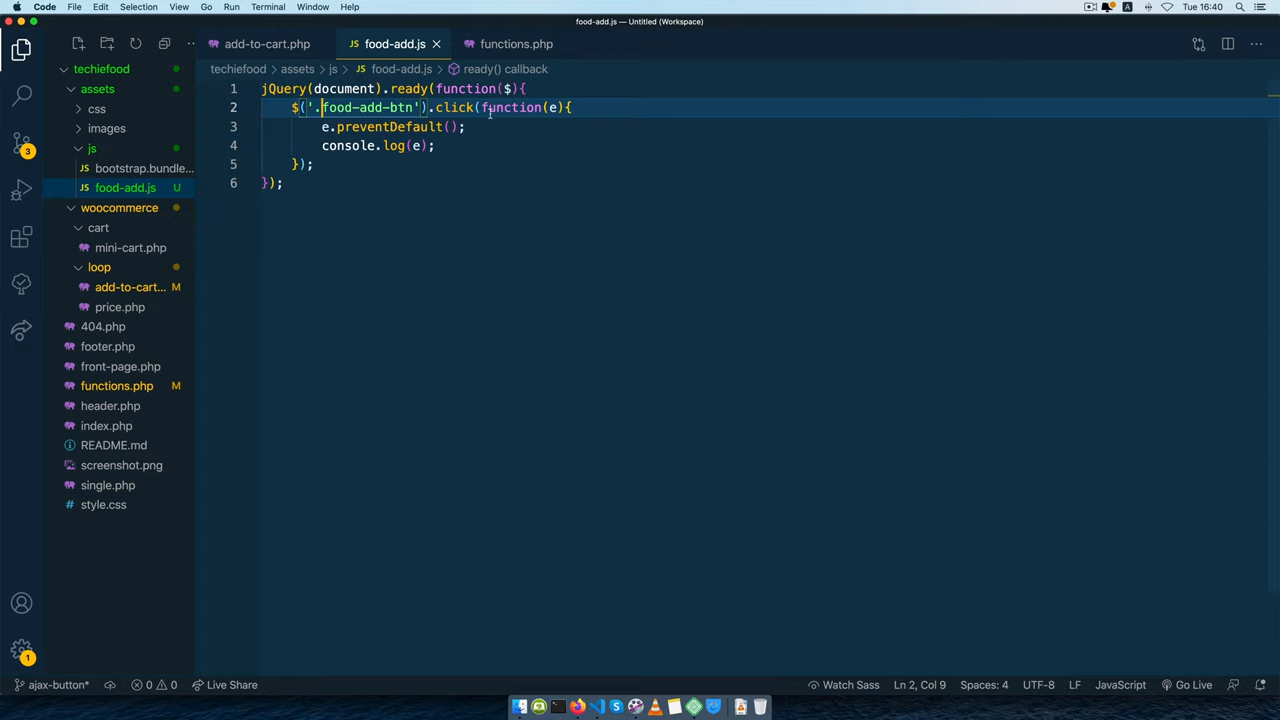 Code File Edit Selection View Go Run Terminal Window Help
A Tue 16:40
food-add.js — Untitled (Workspace)
add-to-cart.php
JS food-add.js
functions.php
techiefood
techiefood > assets > js > JS food-add.js > ready() callback
assets
css
images
js
JS bootstrap.bundle...
JS food-add.js U
woocommerce
cart
mini-cart.php
loop
add-to-cart... M
price.php
404.php
footer.php
front-page.php
functions.php M
header.php
index.php
README.md
screenshot.png
single.php
# style.css
3
1
1 jQuery(document).ready(function($){
2 $('.food-add-btn').click(function(e){
3 e.preventDefault();
4 console.log(e);
5 });
6 });
ajax-button* 0 0 Live Share
Watch Sass Ln 2, Col 9 Spaces: 4 UTF-8 LF JavaScript Go Live